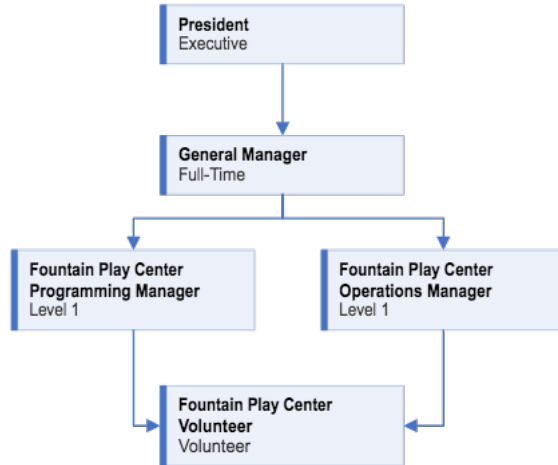 President
Executive
General Manager
Full-Time
Fountain Play Center
Programming Manager
Level 1
Fountain Play Center
Operations Manager
Level 1
Fountain Play Center
Volunteer
Volunteer